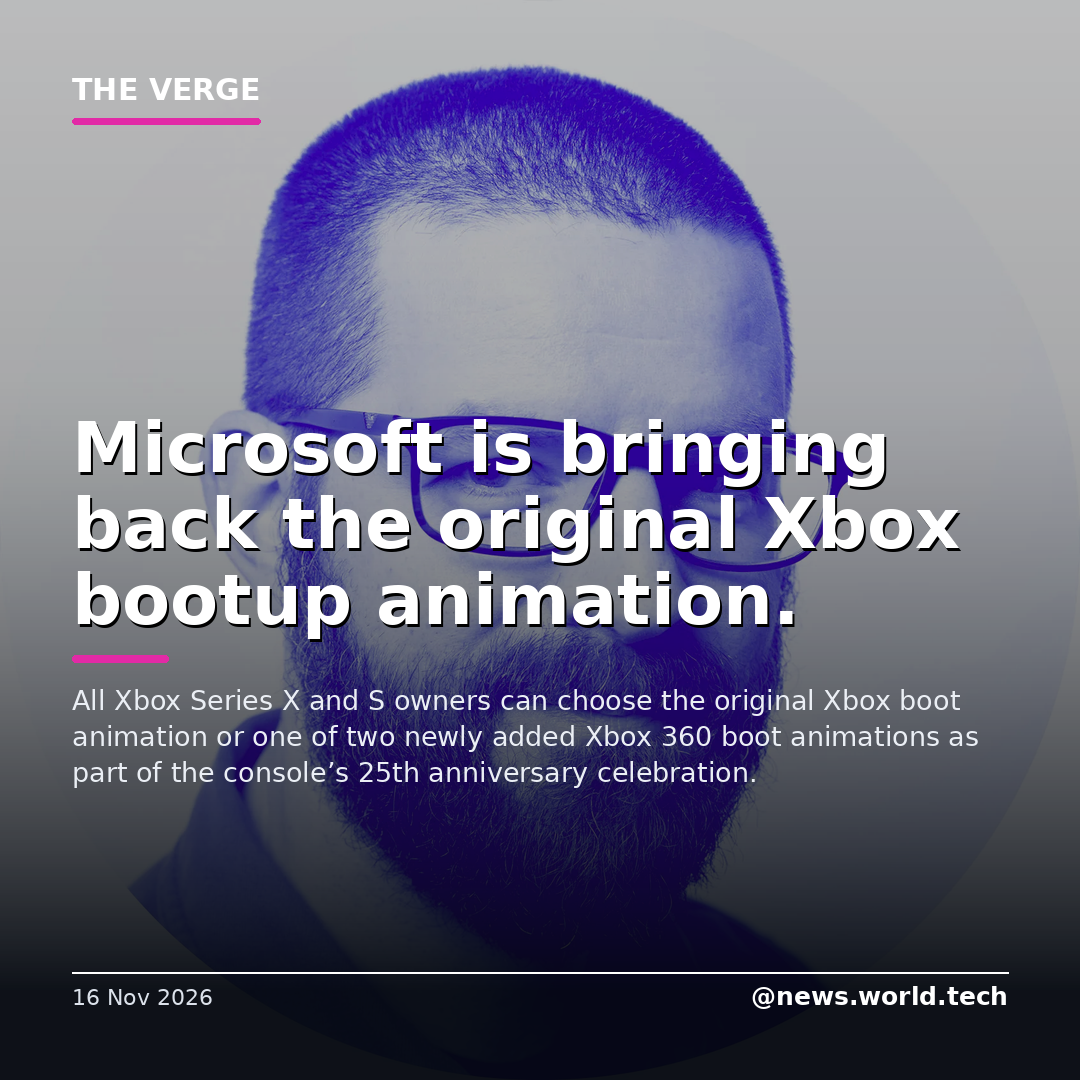 THE VERGE
Microsoft is bringing
back the original Xbox
bootup animation.
All Xbox Series X and S owners can choose the original Xbox boot
animation or one of two newly added Xbox 360 boot animations as
part of the console’s 25th anniversary celebration.
16 Nov 2026
@news.world.tech